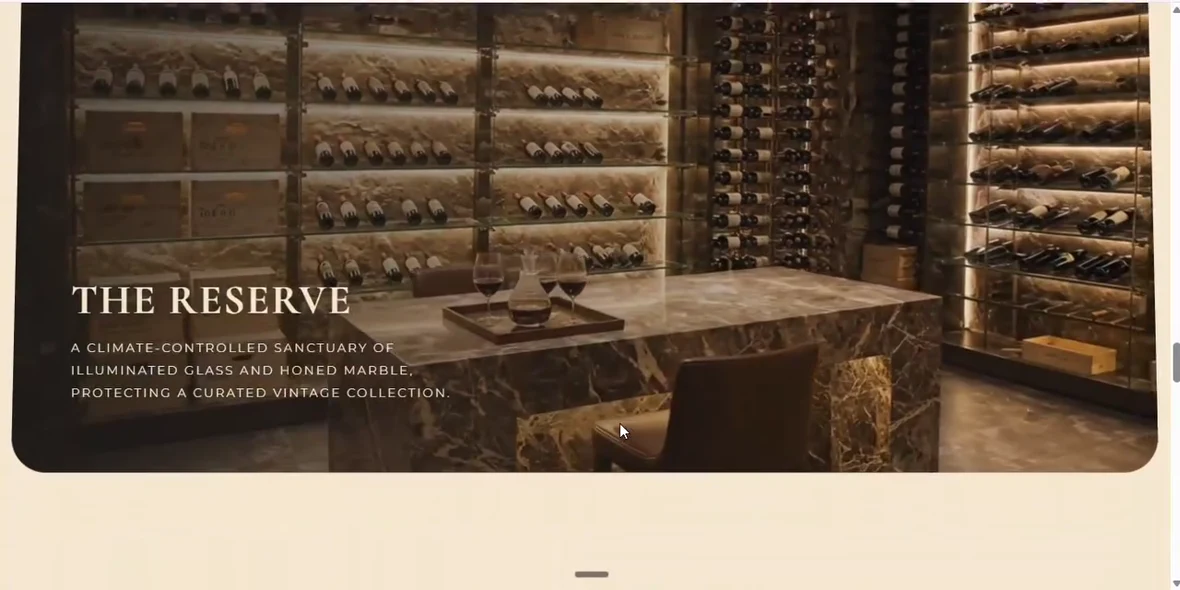 THE RESERVE
A CLIMATE-CONTROLLED SANCTUARY OF
ILLUMINATED GLASS AND HONED MARBLE,
PROTECTING A CURATED VINTAGE COLLECTION.